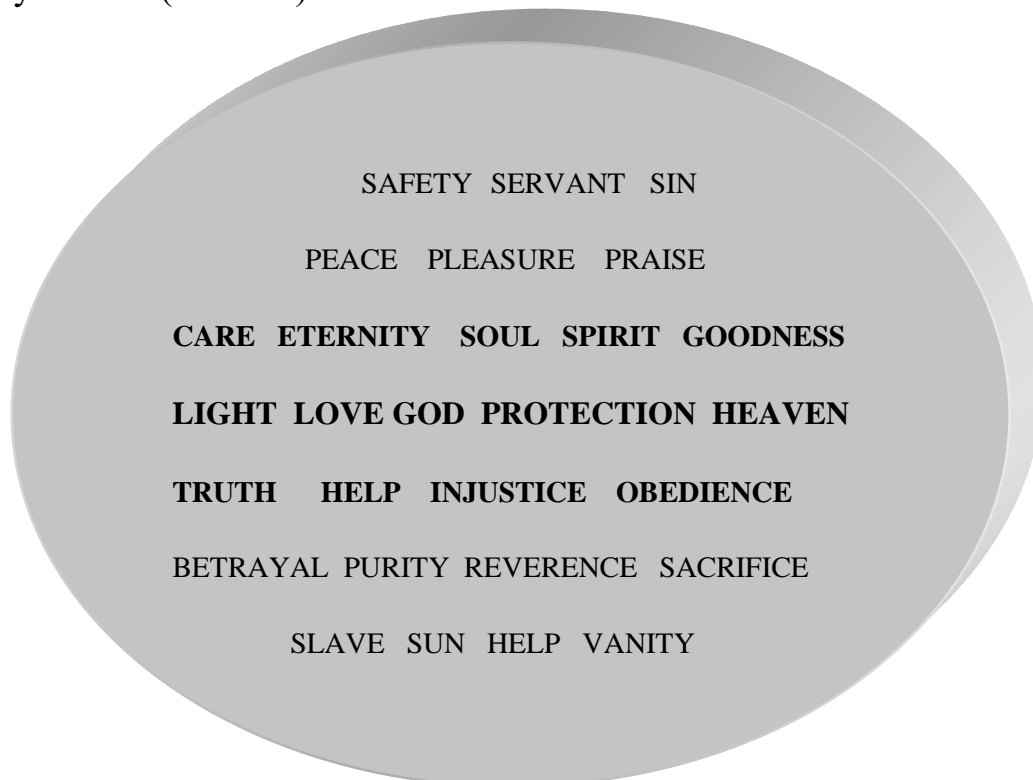 SAFETY SERVANT SIN
PEACE PLEASURE PRAISE
CARE ETERNITY SOUL SPIRIT GOODNESS
LIGHT LOVE GOD PROTECTION HEAVEN
TRUTH HELP INJUSTICE OBEDIENCE
BETRAYAL PURITY REVERENCE SACRIFICE
SLAVE SUN HELP VANITY